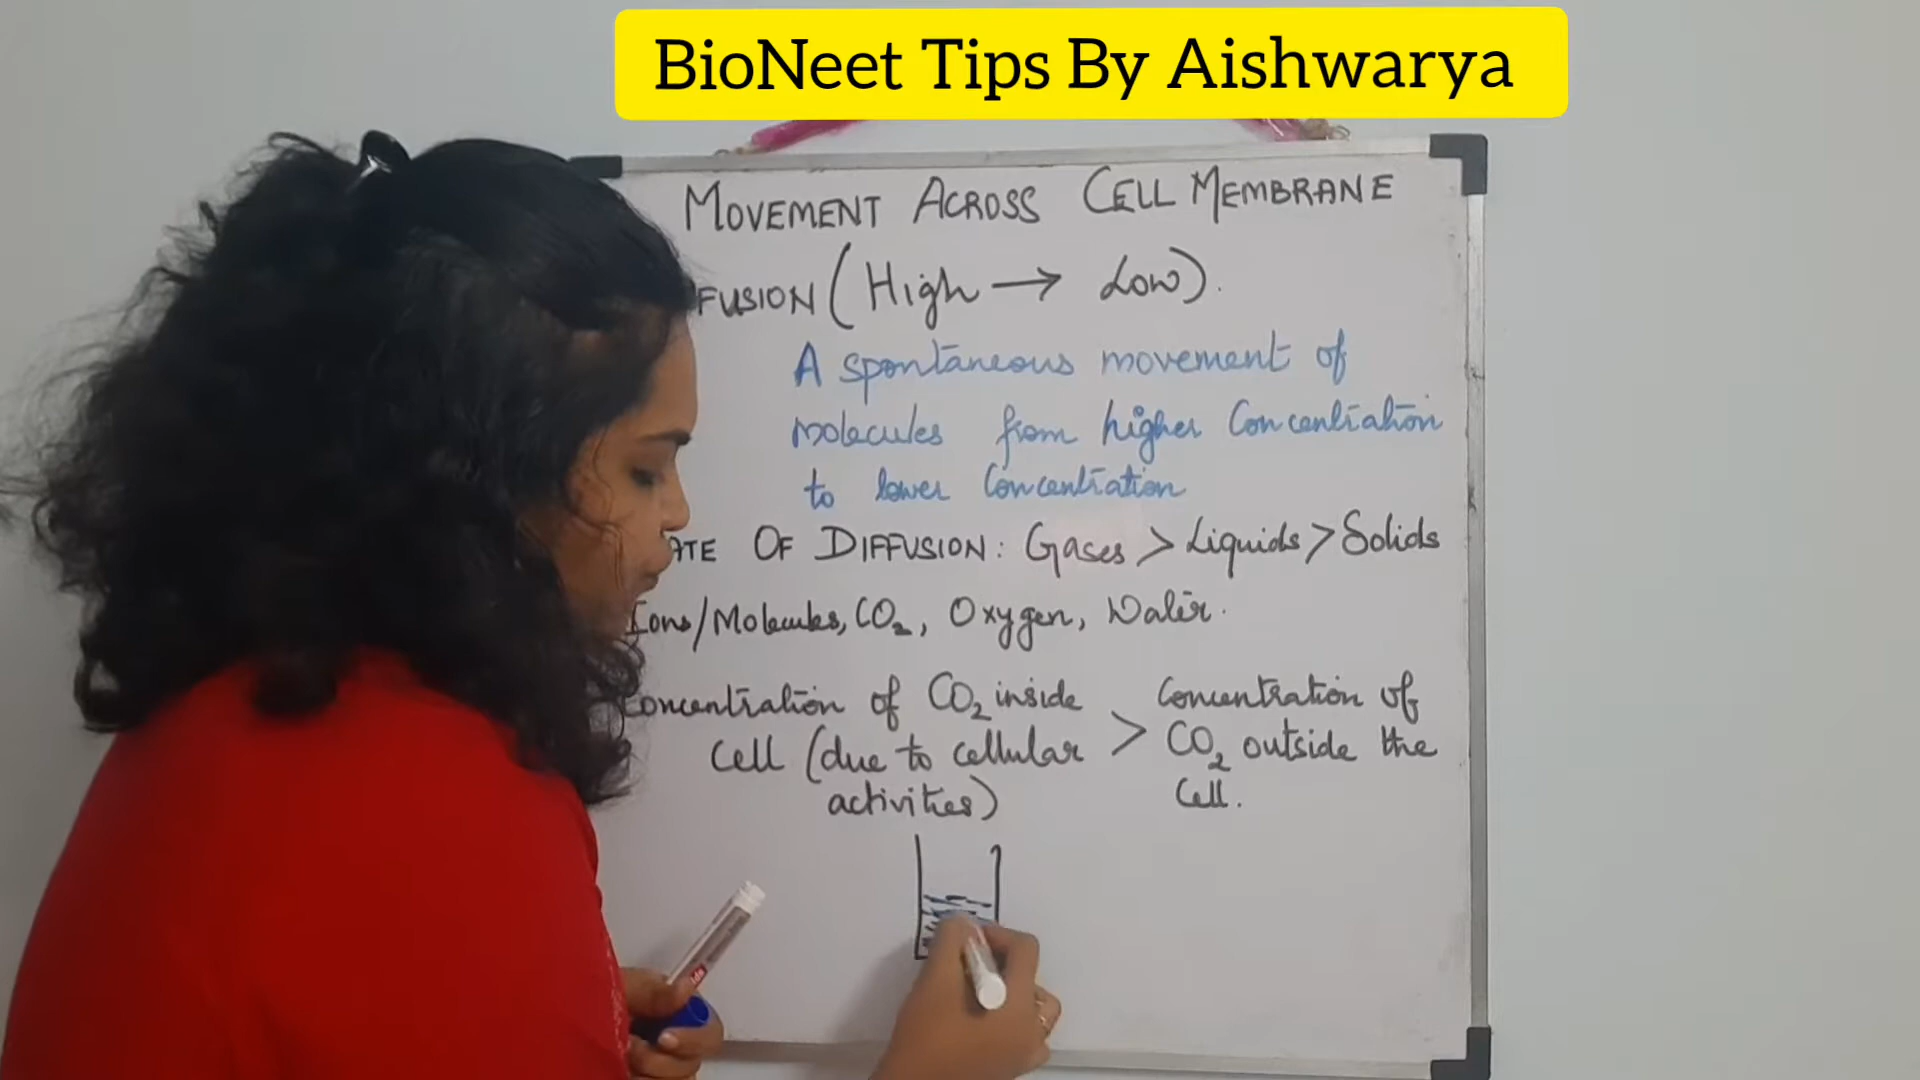 BioNeet Tips By Aishwarya
MOVEMENT ACROSS CELL MEMBRANE
FUSION (High → Low).
A spontaneous movement of
molecules from higher Concentration
to lower Concentration
ATE OF DIFFUSION: Gases > Liquids > Solids
Ions/Molecules, CO₂, Oxygen, Water.
Concentration of CO₂ inside > Concentration of
Cell (due to cellular CO₂ outside the
activities) Cell.